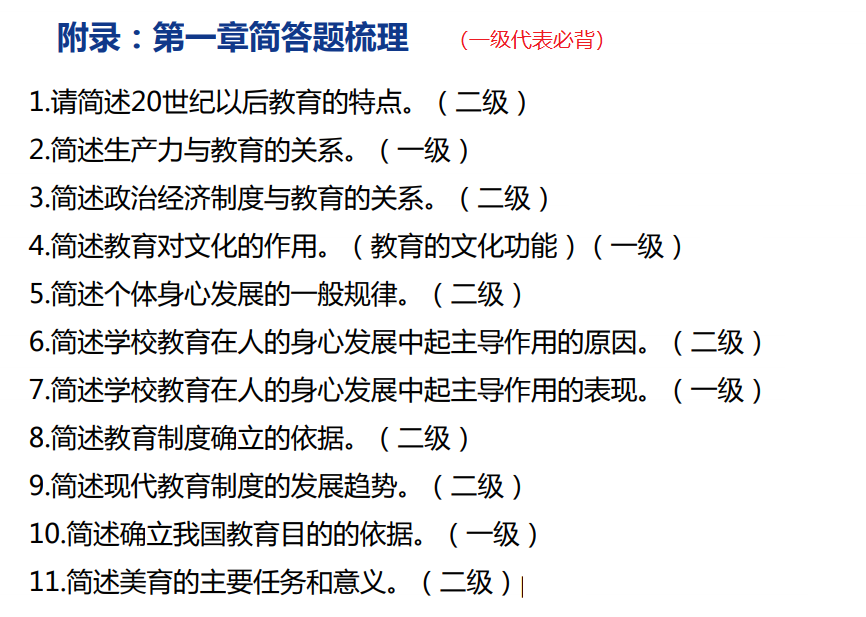 附录：第一章简答题梳理 （一级代表必背）
1.请简述20世纪以后教育的特点。（二级）
2.简述生产力与教育的关系。（一级）
3.简述政治经济制度与教育的关系。（二级）
4.简述教育对文化的作用。（教育的文化功能）（一级）
5.简述个体身心发展的一般规律。（二级）
6.简述学校教育在人的身心发展中起主导作用的原因。（二级）
7.简述学校教育在人的身心发展中起主导作用的表现。（一级）
8.简述教育制度确立的依据。（二级）
9.简述现代教育制度的发展趋势。（二级）
10.简述确立我国教育目的的依据。（一级）
11.简述美育的主要任务和意义。（二级）